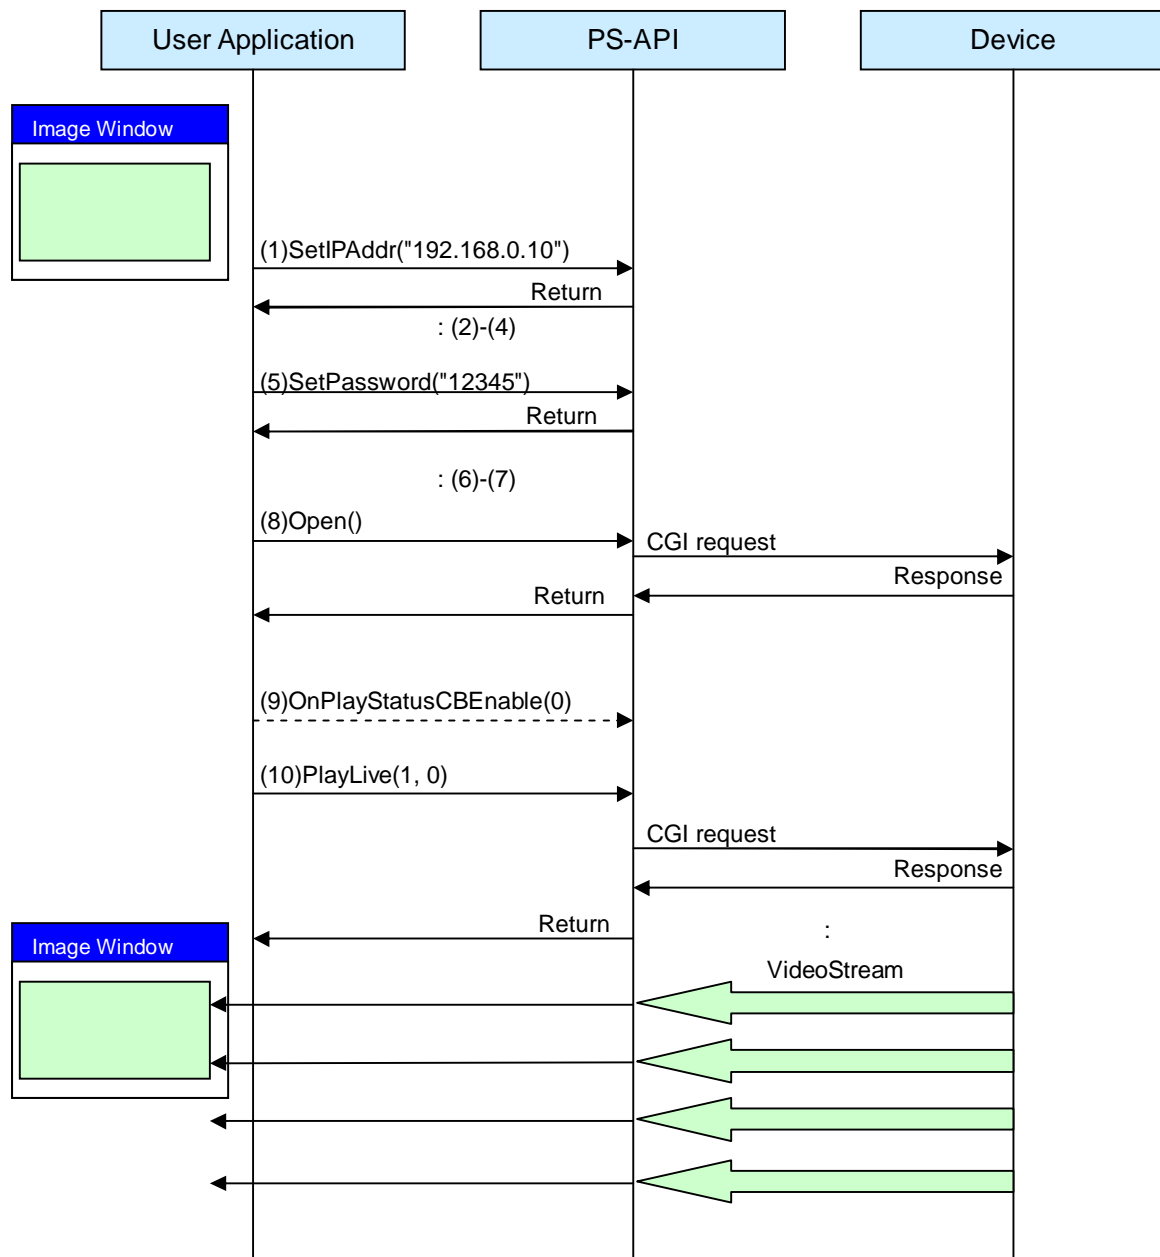 User Application
PS-API
Device
Image Window
(1)SetIPAddr("192.168.0.10")
Return
: (2)-(4)
(5)SetPassword("12345")
Return
: (6)-(7)
(8)Open()
CGI request
Response
Return
(9)OnPlayStatusCBEnable(0)
(10)PlayLive(1, 0)
CGI request
Response
Return
:
Image Window
VideoStream